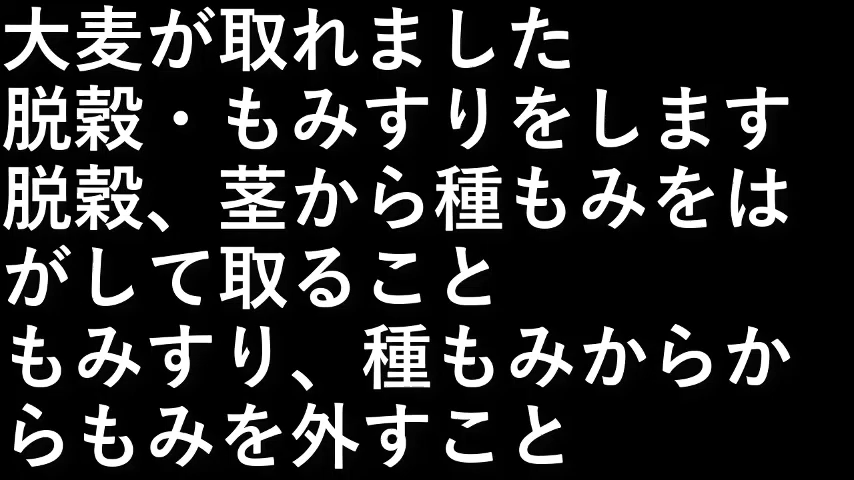 大麦が取れました
脱穀・もみすりをします
脱穀、茎から種もみをは
がして取ること
もみすり、種もみからか
らもみを外すこと